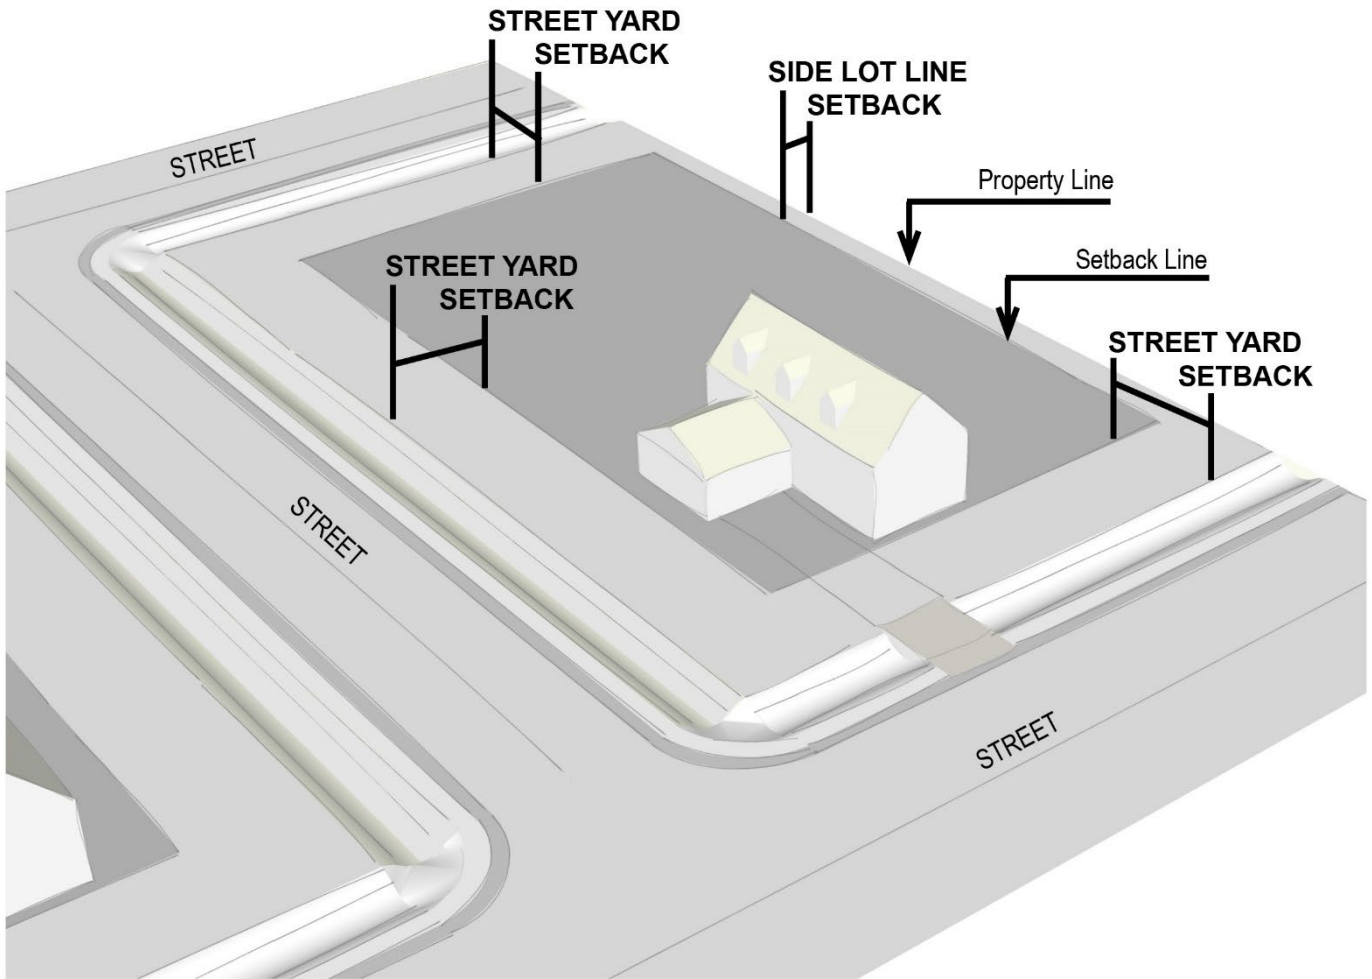 STREET YARD
SETBACK
SIDE LOT LINE
SETBACK
STREET
Property Line
STREET YARD
SETBACK
Setback Line
STREET YARD
SETBACK
STREET
STREET